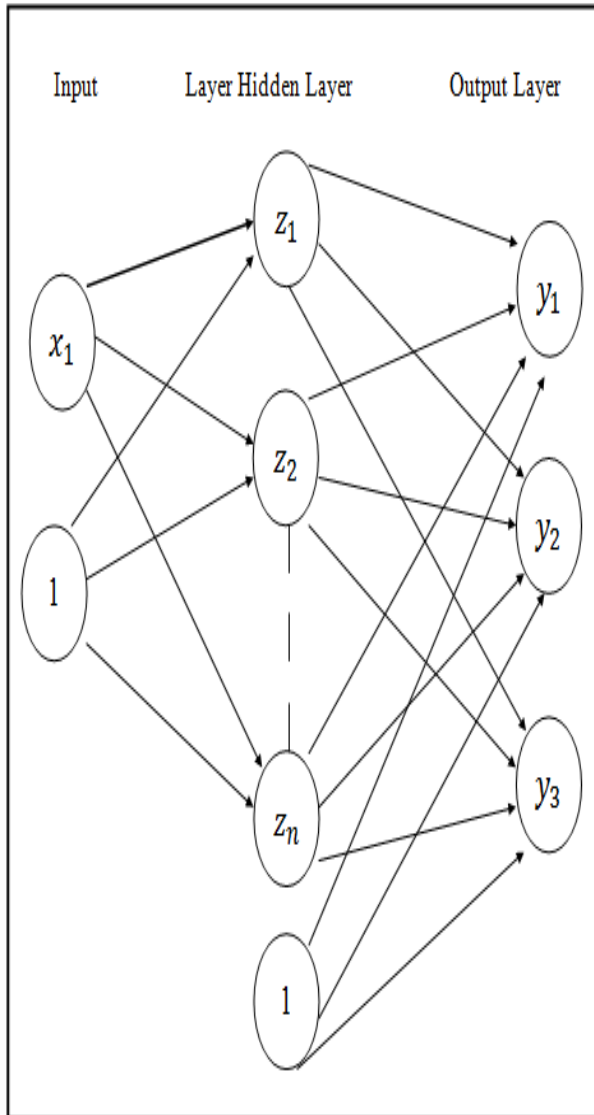 Input Layer Hidden Layer Output Layer
z₁
y₁
x₁
z₂
y₂
1
y₃
zₙ
1